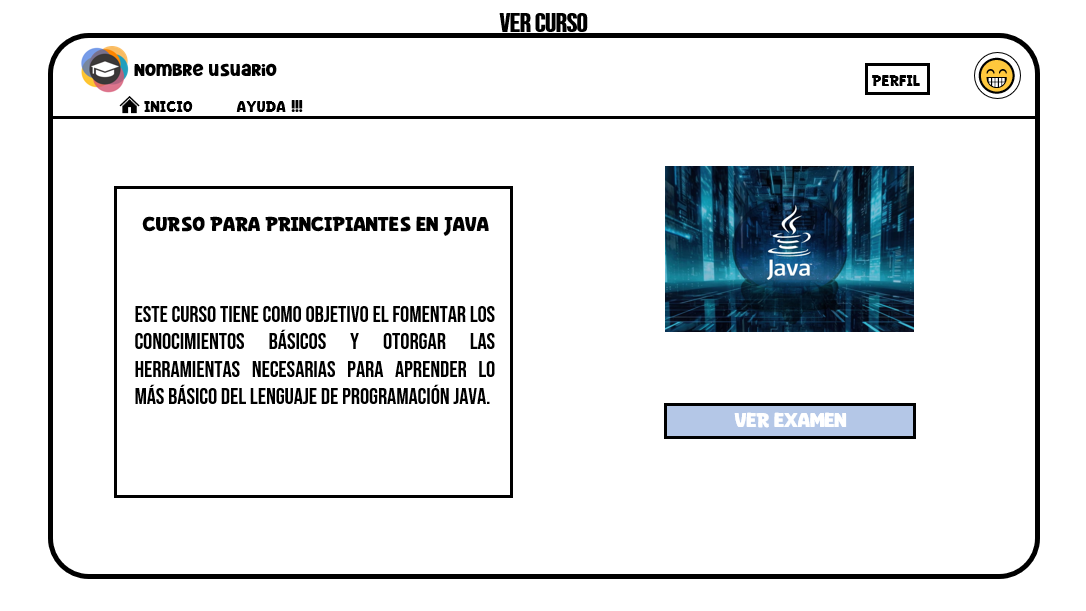 VER CURSO
Nombre usuario
PERFIL
INICIO AYUDA !!!
CURSO PARA PRINCIPIANTES EN JAVA
ESTE CURSO TIENE COMO OBJETIVO EL FOMENTAR LOS
CONOCIMIENTOS BÁSICOS Y OTORGAR LAS
HERRAMIENTAS NECESARIAS PARA APRENDER LO
MÁS BÁSICO DEL LENGUAJE DE PROGRAMACIÓN JAVA.
Java
VER EXAMEN